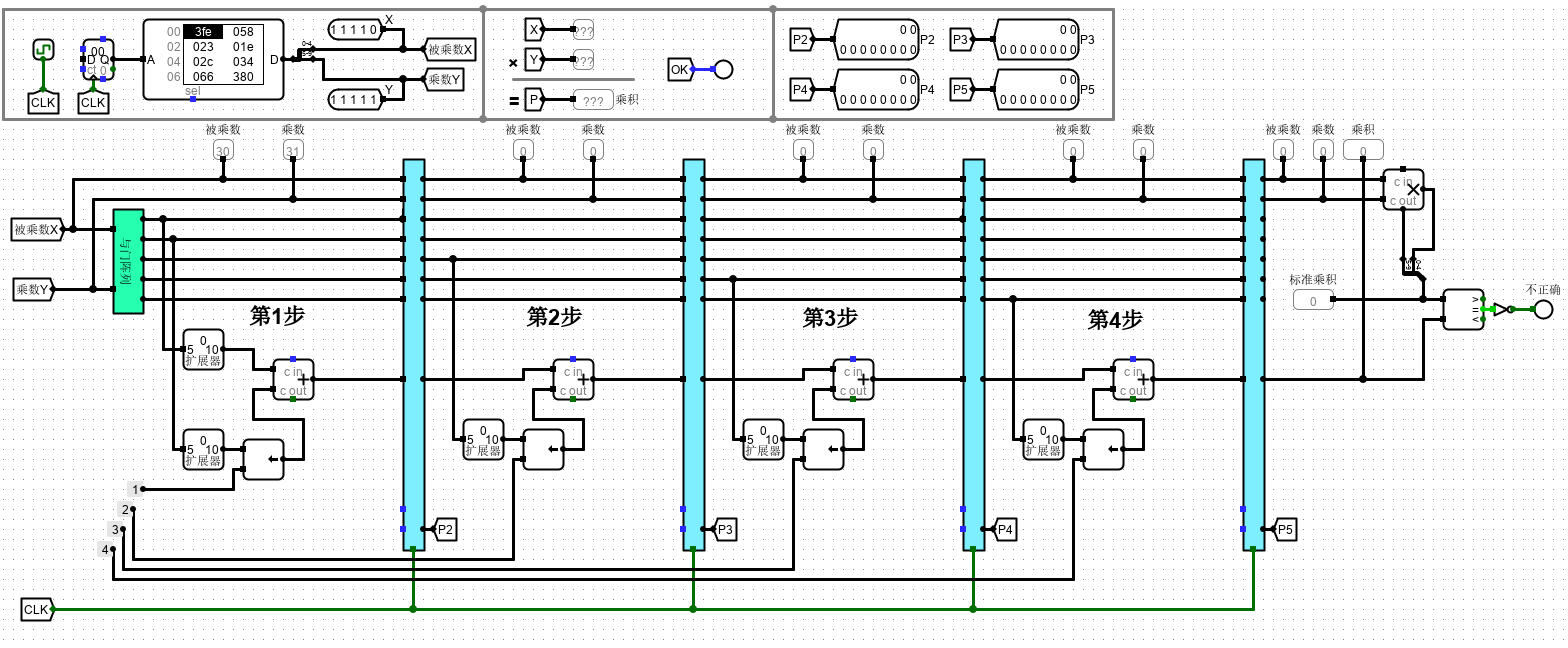 00
D Q
ct 0
CLK
CLK
A
00 3fe 058
02 023 01e
04 02c 034
06 066 380
sel
D
X
1 1 1 1 0
被乘数X
乘数Y
Y
1 1 1 1 1
X ???
× Y ???
= P ??? 乘积
OK
P2 0 0
0 0 0 0 0 0 0 0 P2
P3 0 0
0 0 0 0 0 0 0 0 P3
P4 0 0
0 0 0 0 0 0 0 0 P4
P5 0 0
0 0 0 0 0 0 0 0 P5
被乘数 乘数 被乘数 乘数 被乘数 乘数 被乘数 乘数 被乘数 乘数 乘积
30 31 0 0 0 0 0 0 0 0 0
c in
×
c out
被乘数X
与门阵列
乘数Y
标准乘积
0
>
=
<
不正确
第1步 第2步 第3步 第4步
0
5 10
扩展器
c in
+
c out
c in
+
c out
c in
+
c out
c in
+
c out
0
5 10
扩展器
←
0
5 10
扩展器
←
0
5 10
扩展器
←
0
5 10
扩展器
←
1
2
3
4
P2 P3 P4 P5
CLK